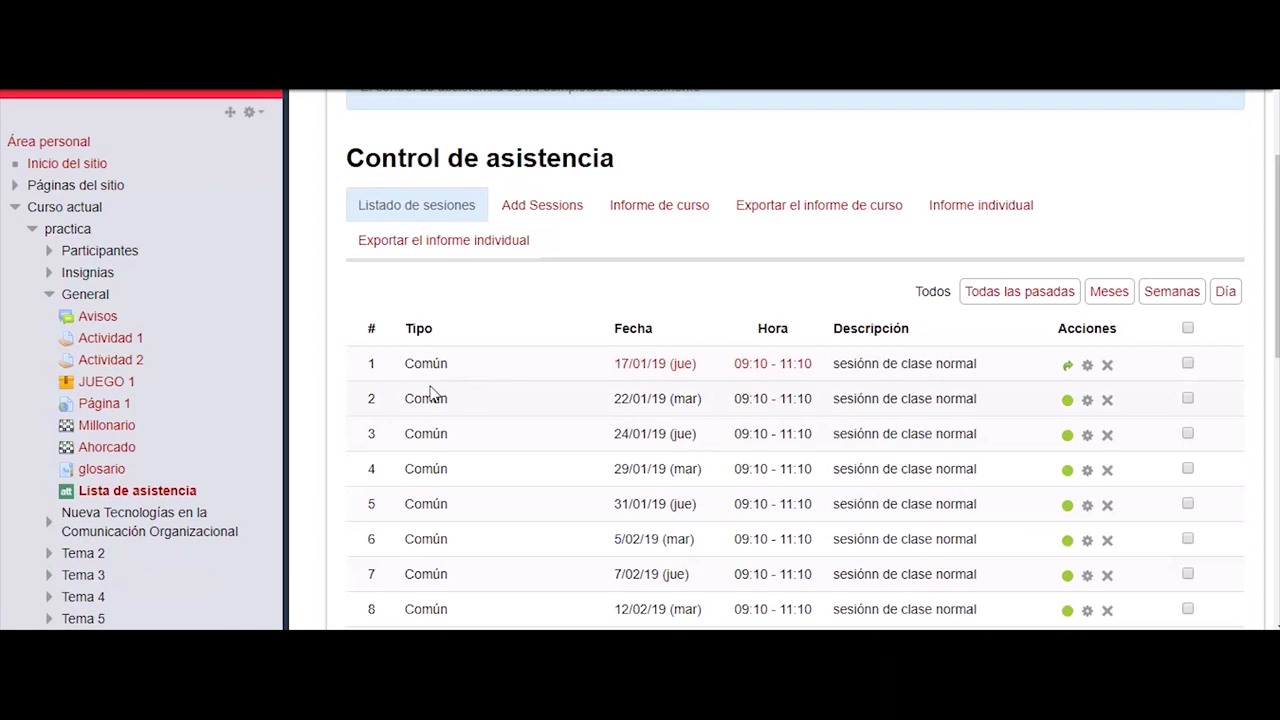 Área personal
Inicio del sitio
Páginas del sitio
Curso actual
practica
Participantes
Insignias
General
Avisos
Actividad 1
Actividad 2
JUEGO 1
Página 1
Millonario
Ahorcado
glosario
Lista de asistencia
Nueva Tecnologías en la
Comunicación Organizacional
Tema 2
Tema 3
Tema 4
Tema 5
Control de asistencia
Listado de sesiones Add Sessions Informe de curso Exportar el informe de curso Informe individual
Exportar el informe individual
Todos Todas las pasadas Meses Semanas Día
# Tipo Fecha Hora Descripción Acciones
1 Común 17/01/19 (jue) 09:10 - 11:10 sesiónn de clase normal
2 Común 22/01/19 (mar) 09:10 - 11:10 sesiónn de clase normal
3 Común 24/01/19 (jue) 09:10 - 11:10 sesiónn de clase normal
4 Común 29/01/19 (mar) 09:10 - 11:10 sesiónn de clase normal
5 Común 31/01/19 (jue) 09:10 - 11:10 sesiónn de clase normal
6 Común 5/02/19 (mar) 09:10 - 11:10 sesiónn de clase normal
7 Común 7/02/19 (jue) 09:10 - 11:10 sesiónn de clase normal
8 Común 12/02/19 (mar) 09:10 - 11:10 sesiónn de clase normal